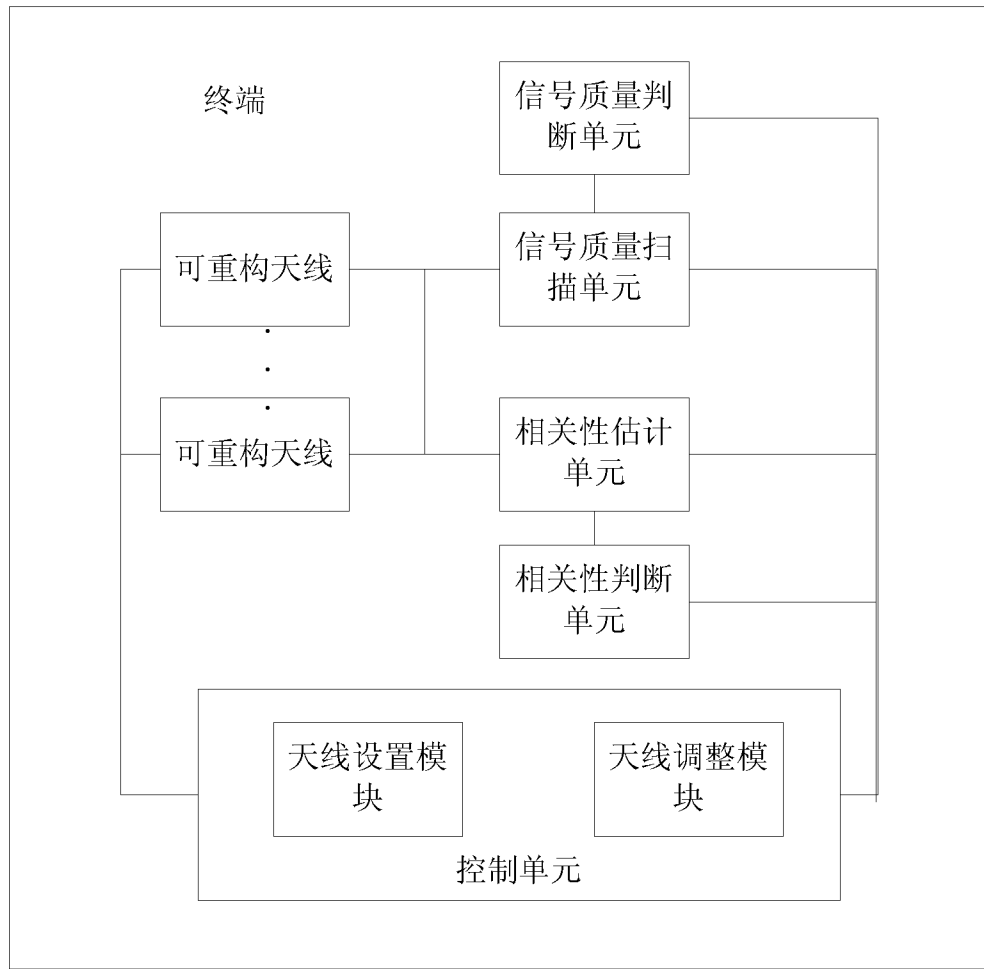 终端
信号质量判
断单元
可重构天线
信号质量扫
描单元
可重构天线
相关性估计
单元
相关性判断
单元
天线设置模
块
天线调整模
块
控制单元